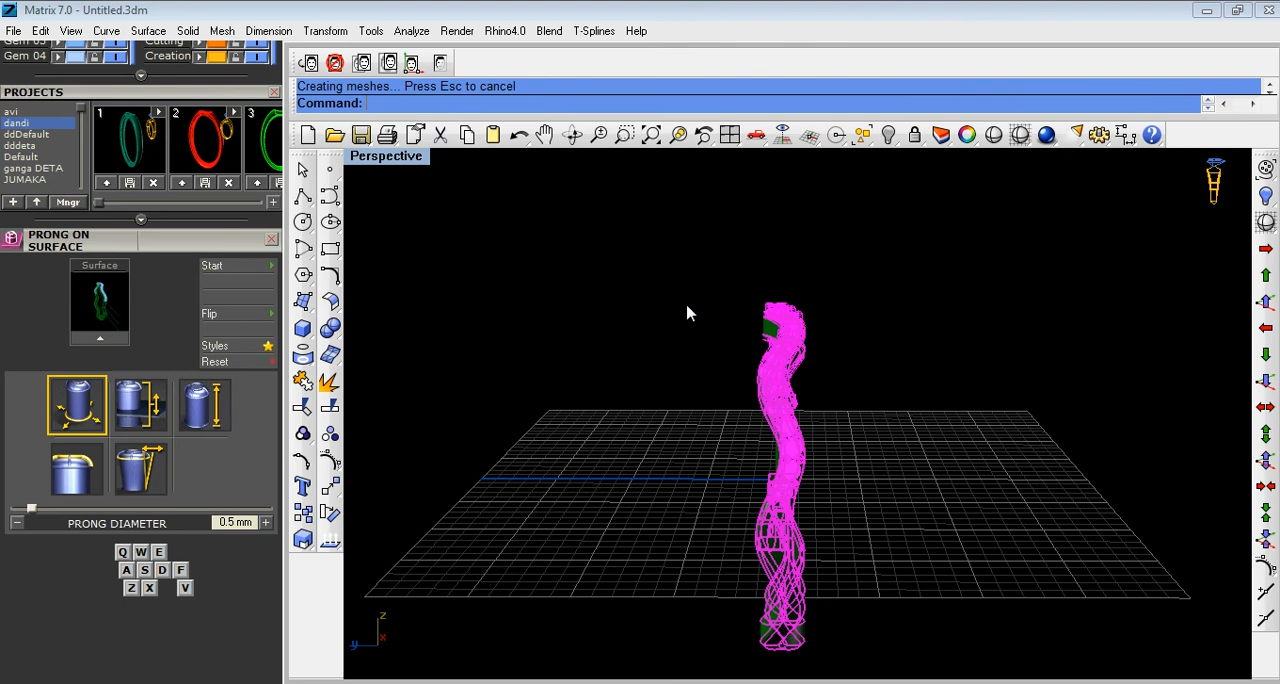 Matrix 7.0 - Untitled.3dm
File Edit View Curve Surface Solid Mesh Dimension Transform Tools Analyze Render Rhino4.0 Blend T-Splines Help
Cutting
Gem 04 Creation
PROJECTS
avi
dandi
ddDefault
dddeta
Default
ganga DETA
JUMAKA
1 2 3
Mngr
Creating meshes... Press Esc to cancel
Command:
Perspective
PRONG ON
SURFACE
Surface
Start
Flip
Styles
Reset
PRONG DIAMETER 0.5 mm
Q W E
A S D F
Z X V
z
y x